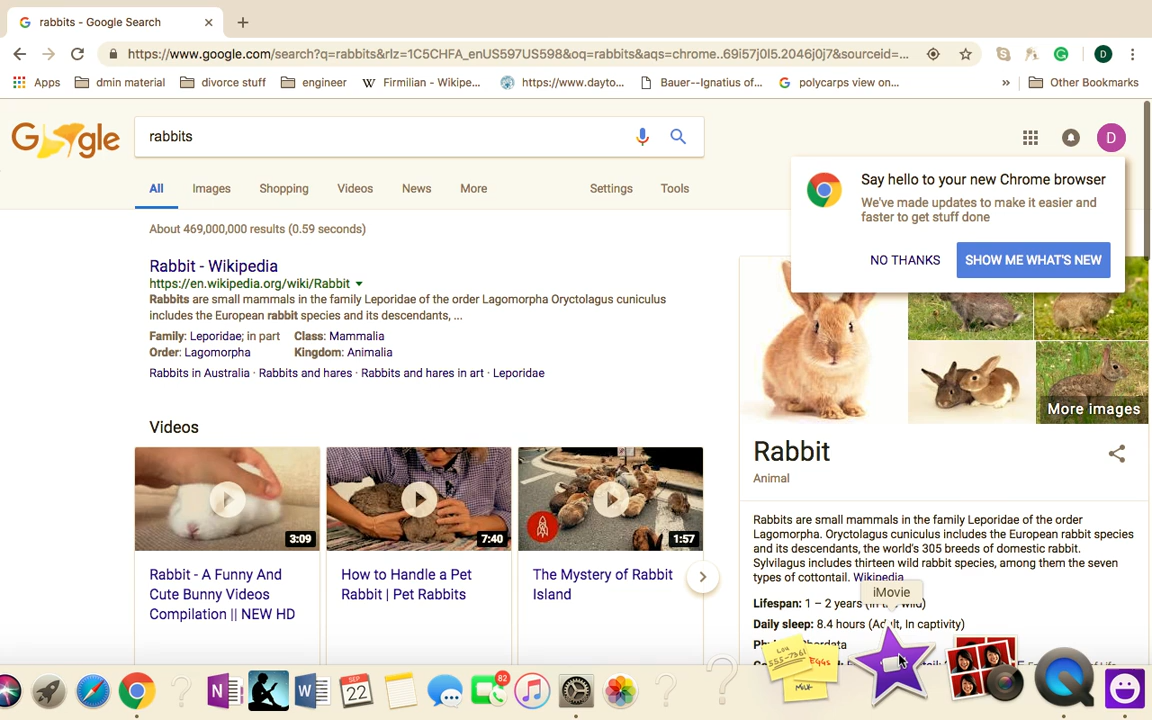 rabbits - Google Search
https://www.google.com/search?q=rabbits&rlz=1C5CHFA_enUS597US598&oq=rabbits&aqs=chrome..69i57j0l5.2046j0j7&sourceid=...
D
Apps dmin material divorce stuff engineer Firmilian - Wikipe... https://www.dayto... Bauer--Ignatius of... polycarps view on... » Other Bookmarks
Google
rabbits
D
All Images Shopping Videos News More Settings Tools
Say hello to your new Chrome browser
We've made updates to make it easier and
faster to get stuff done
NO THANKS SHOW ME WHAT'S NEW
About 469,000,000 results (0.59 seconds)
Rabbit - Wikipedia
https://en.wikipedia.org/wiki/Rabbit
Rabbits are small mammals in the family Leporidae of the order Lagomorpha Oryctolagus cuniculus
includes the European rabbit species and its descendants, ...
Family: Leporidae; in part Class: Mammalia
Order: Lagomorpha Kingdom: Animalia
Rabbits in Australia · Rabbits and hares · Rabbits and hares in art · Leporidae
Videos
3:09
7:40
1:57
Rabbit - A Funny And
Cute Bunny Videos
Compilation || NEW HD
How to Handle a Pet
Rabbit | Pet Rabbits
The Mystery of Rabbit
Island
More images
Rabbit
Animal
Rabbits are small mammals in the family Leporidae of the order
Lagomorpha. Oryctolagus cuniculus includes the European rabbit species
and its descendants, the world's 305 breeds of domestic rabbit.
Sylvilagus includes thirteen wild rabbit species, among them the seven
types of cottontail. Wikipedia
iMovie
Lifespan: 1 – 2 years (in the wild)
Daily sleep: 8.4 hours (Adult, In captivity)
555-7361
EGGS
MILK
N
W
SEP
22
82